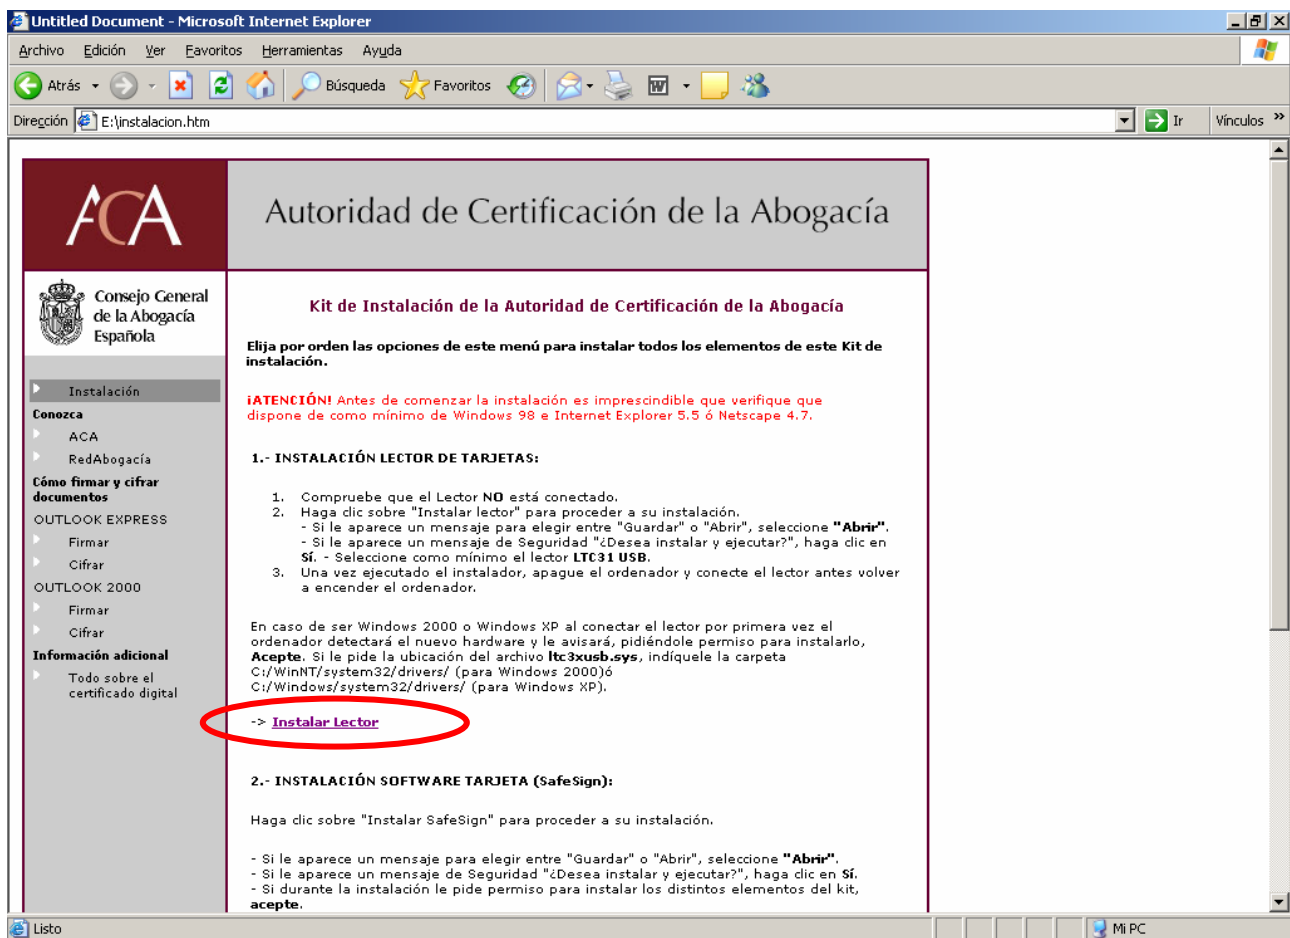 Untitled Document - Microsoft Internet Explorer
Archivo Edición Ver Favoritos Herramientas Ayuda
Atrás Búsqueda Favoritos
Dirección E:\instalacion.htm Ir Vínculos »
ACA
Autoridad de Certificación de la Abogacía
Consejo General
de la Abogacía
Española
Instalación
Conozca
ACA
RedAbogacía
Cómo firmar y cifrar
documentos
OUTLOOK EXPRESS
Firmar
Cifrar
OUTLOOK 2000
Firmar
Cifrar
Información adicional
Todo sobre el
certificado digital
Kit de Instalación de la Autoridad de Certificación de la Abogacía
Elija por orden las opciones de este menú para instalar todos los elementos de este Kit de
instalación.
¡ATENCIÓN! Antes de comenzar la instalación es imprescindible que verifique que
dispone de como mínimo de Windows 98 e Internet Explorer 5.5 ó Netscape 4.7.
1.- INSTALACIÓN LECTOR DE TARJETAS:
1. Compruebe que el Lector NO está conectado.
2. Haga clic sobre "Instalar lector" para proceder a su instalación.
- Si le aparece un mensaje para elegir entre "Guardar" o "Abrir", seleccione "Abrir".
- Si le aparece un mensaje de Seguridad "¿Desea instalar y ejecutar?", haga clic en
Sí. - Seleccione como mínimo el lector LTC31 USB.
3. Una vez ejecutado el instalador, apague el ordenador y conecte el lector antes volver
a encender el ordenador.
En caso de ser Windows 2000 o Windows XP al conectar el lector por primera vez el
ordenador detectará el nuevo hardware y le avisará, pidiéndole permiso para instalarlo,
Acepte. Si le pide la ubicación del archivo ltc3xusb.sys, indíquele la carpeta
C:/WinNT/system32/drivers/ (para Windows 2000)ó
C:/Windows/system32/drivers/ (para Windows XP).
-> Instalar Lector
2.- INSTALACIÓN SOFTWARE TARJETA (SafeSign):
Haga clic sobre "Instalar SafeSign" para proceder a su instalación.
- Si le aparece un mensaje para elegir entre "Guardar" o "Abrir", seleccione "Abrir".
- Si le aparece un mensaje de Seguridad "¿Desea instalar y ejecutar?", haga clic en Sí.
- Si durante la instalación le pide permiso para instalar los distintos elementos del kit,
acepte.
Listo Mi PC